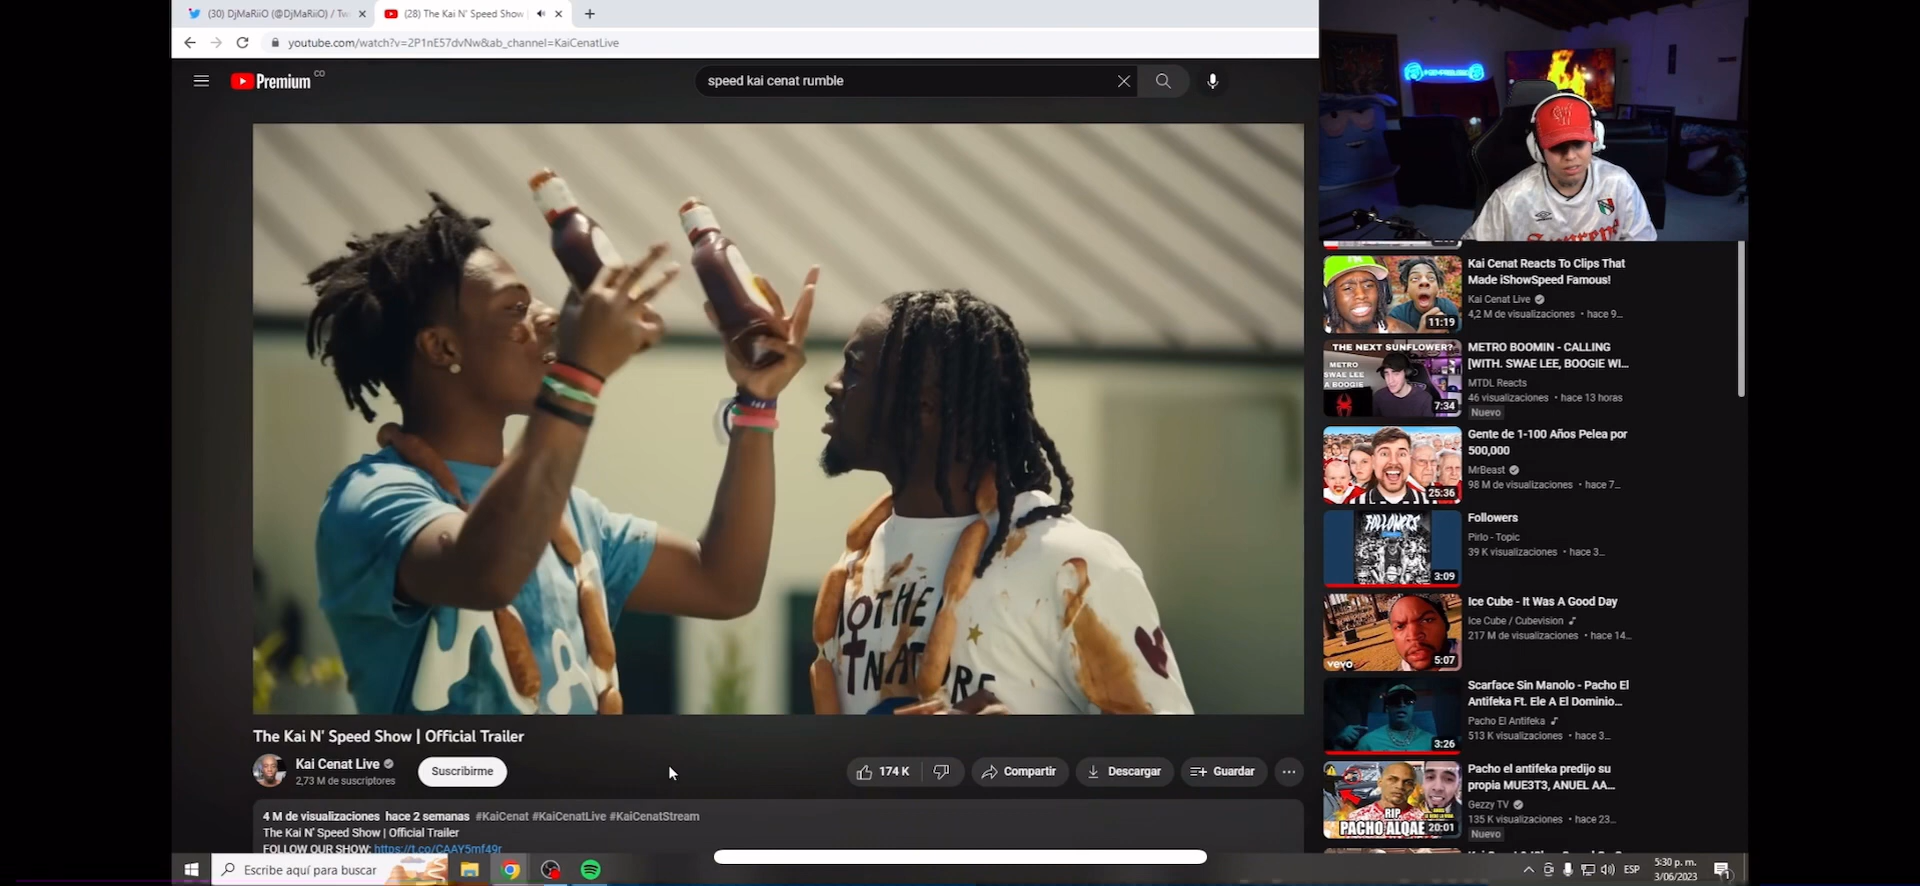 (30) DjMaRiiO (@DjMaRiiO) / Tw
(28) The Kai N' Speed Show |
youtube.com/watch?v=2P1nE57dvNw&ab_channel=KaiCenatLive
Premium CO
speed kai cenat rumble
MOTHER
NATURE
Supreme
Kai Cenat Reacts To Clips That
Made iShowSpeed Famous!
Kai Cenat Live
4,2 M de visualizaciones • hace 9...
11:19
THE NEXT SUNFLOWER?
METRO
SWAE LEE
A BOOGIE
7:34
METRO BOOMIN - CALLING
[WITH. SWAE LEE, BOOGIE WI...
MTDL Reacts
46 visualizaciones • hace 13 horas
Nuevo
Gente de 1-100 Años Pelea por
500,000
MrBeast
98 M de visualizaciones • hace 7...
25:36
FOLLOWERS
3:09
Followers
Pirlo - Topic
39 K visualizaciones • hace 3...
vevo
5:07
Ice Cube - It Was A Good Day
Ice Cube / Cubevision
217 M de visualizaciones • hace 14...
3:26
Scarface Sin Manolo - Pacho El
Antifeka Ft. Ele A El Dominio...
Pacho El Antifeka
513 K visualizaciones • hace 3...
RIP
PACHO ALQAE
20:01
Pacho el antifeka predijo su
propia MUE3T3, ANUEL AA...
Gezzy TV
135 K visualizaciones • hace 23...
Nuevo
The Kai N' Speed Show | Official Trailer
Kai Cenat Live
2,73 M de suscriptores
Suscribirme
174 K
Compartir
Descargar
Guardar
4 M de visualizaciones hace 2 semanas #KaiCenat #KaiCenatLive #KaiCenatStream
The Kai N' Speed Show | Official Trailer
FOLLOW OUR SHOW: https://t.co/CAAY5mf49r
Escribe aquí para buscar
ESP
5:30 p. m.
3/06/2023
1